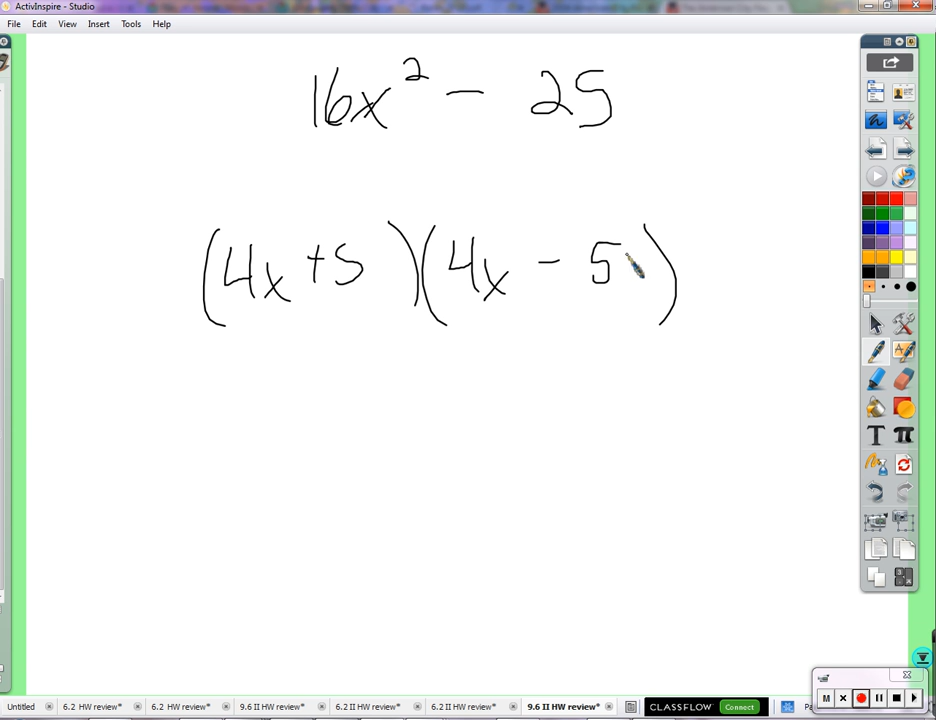 ActivInspire - Studio
File Edit View Insert Tools Help
16x² - 25
(4x + 5)(4x - 5)
Untitled 6.2 HW review* 6.2 HW review* 9.6 II HW review* 6.2 II HW review* 6.2 II HW review* 9.6 II HW review* CLASSFLOW Connect
M